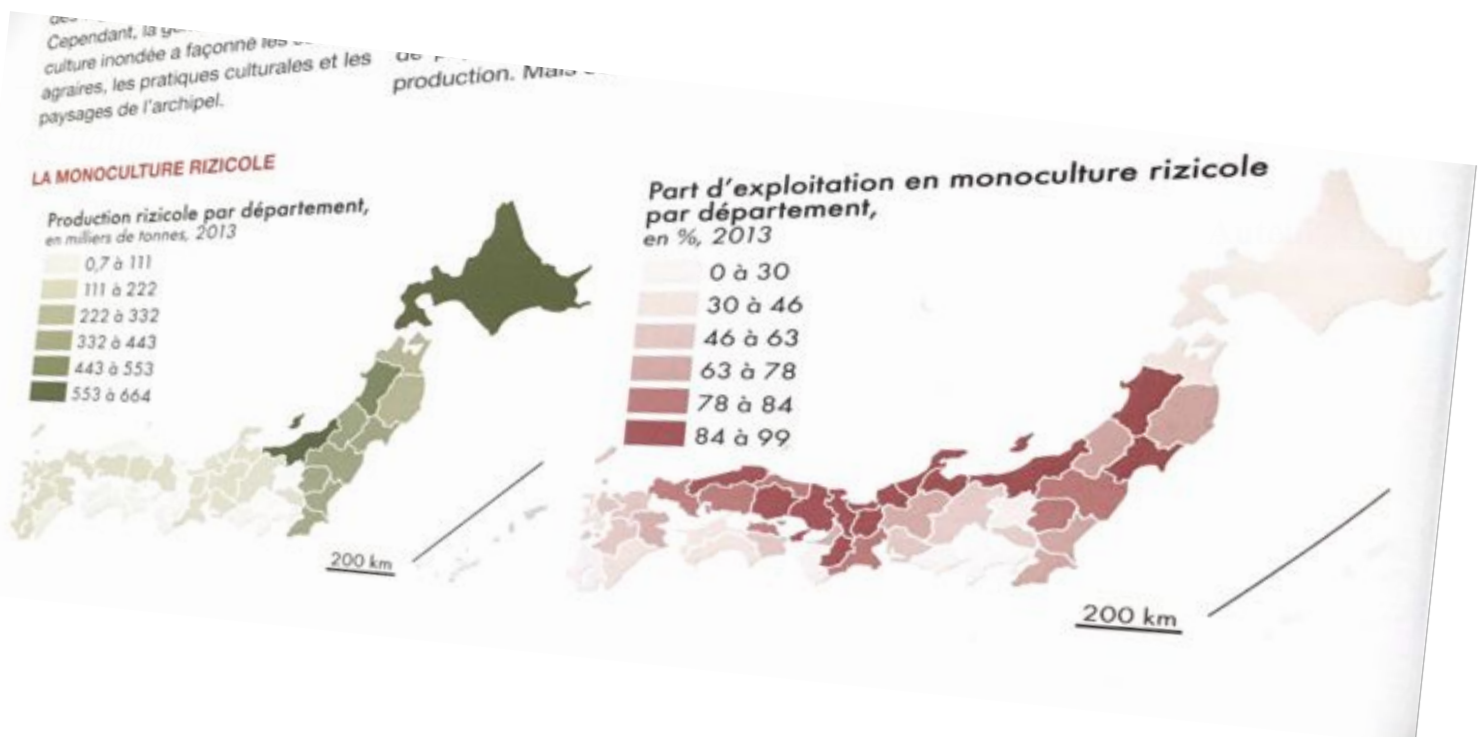 Cependant, la
culture inondée a façonné les
agraires, les pratiques culturales et les
paysages de l'archipel.
production. Mais
LA MONOCULTURE RIZICOLE
Production rizicole par département,
en milliers de tonnes, 2013
0,7 à 111
111 à 222
222 à 332
332 à 443
443 à 553
553 à 664
200 km
Part d'exploitation en monoculture rizicole
par département,
en %, 2013
0 à 30
30 à 46
46 à 63
63 à 78
78 à 84
84 à 99
200 km